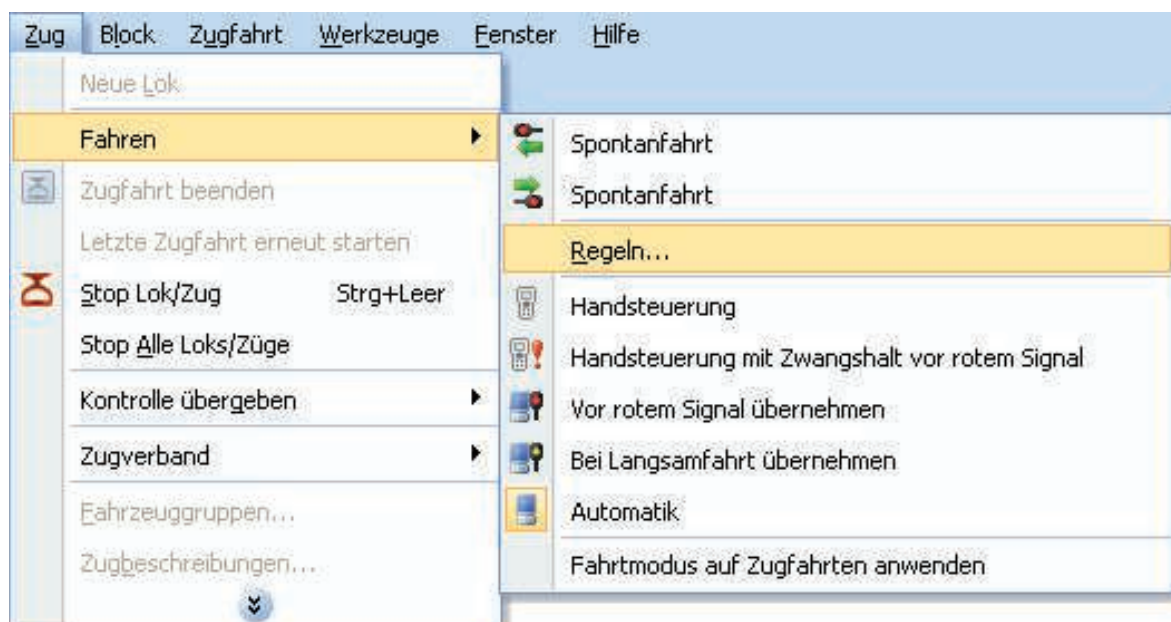 Zug Block Zugfahrt Werkzeuge Fenster Hilfe
Neue Lok
Fahren
Zugfahrt beenden
Letzte Zugfahrt erneut starten
Stop Lok/Zug Strg+Leer
Stop Alle Loks/Züge
Kontrolle übergeben
Zugverband
Fahrzeuggruppen...
Zugbeschreibungen...
Spontanfahrt
Spontanfahrt
Regeln...
Handsteuerung
Handsteuerung mit Zwangshalt vor rotem Signal
Vor rotem Signal übernehmen
Bei Langsamfahrt übernehmen
Automatik
Fahrtmodus auf Zugfahrten anwenden